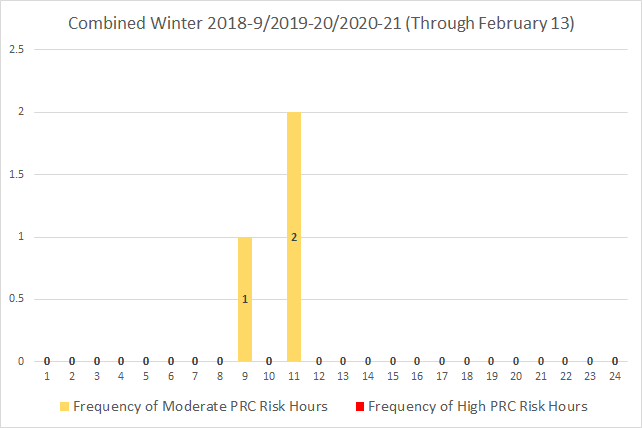 Combined Winter 2018-9/2019-20/2020-21 (Through February 13)
2.5
2
1.5
1
0.5
0
2
1
0 0 0 0 0 0 0 0 0 0 0 0 0 0 0 0 0 0 0 0 0 0
1 2 3 4 5 6 7 8 9 10 11 12 13 14 15 16 17 18 19 20 21 22 23 24
Frequency of Moderate PRC Risk Hours Frequency of High PRC Risk Hours